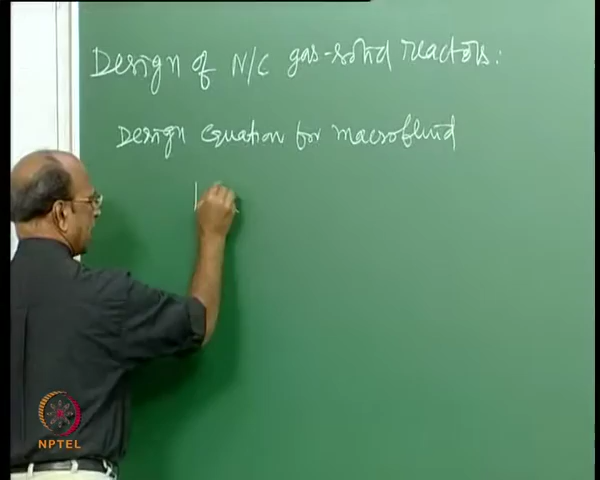 Design of N/C gas-solid reactors:
Design Equation for macrofluid
NPTEL